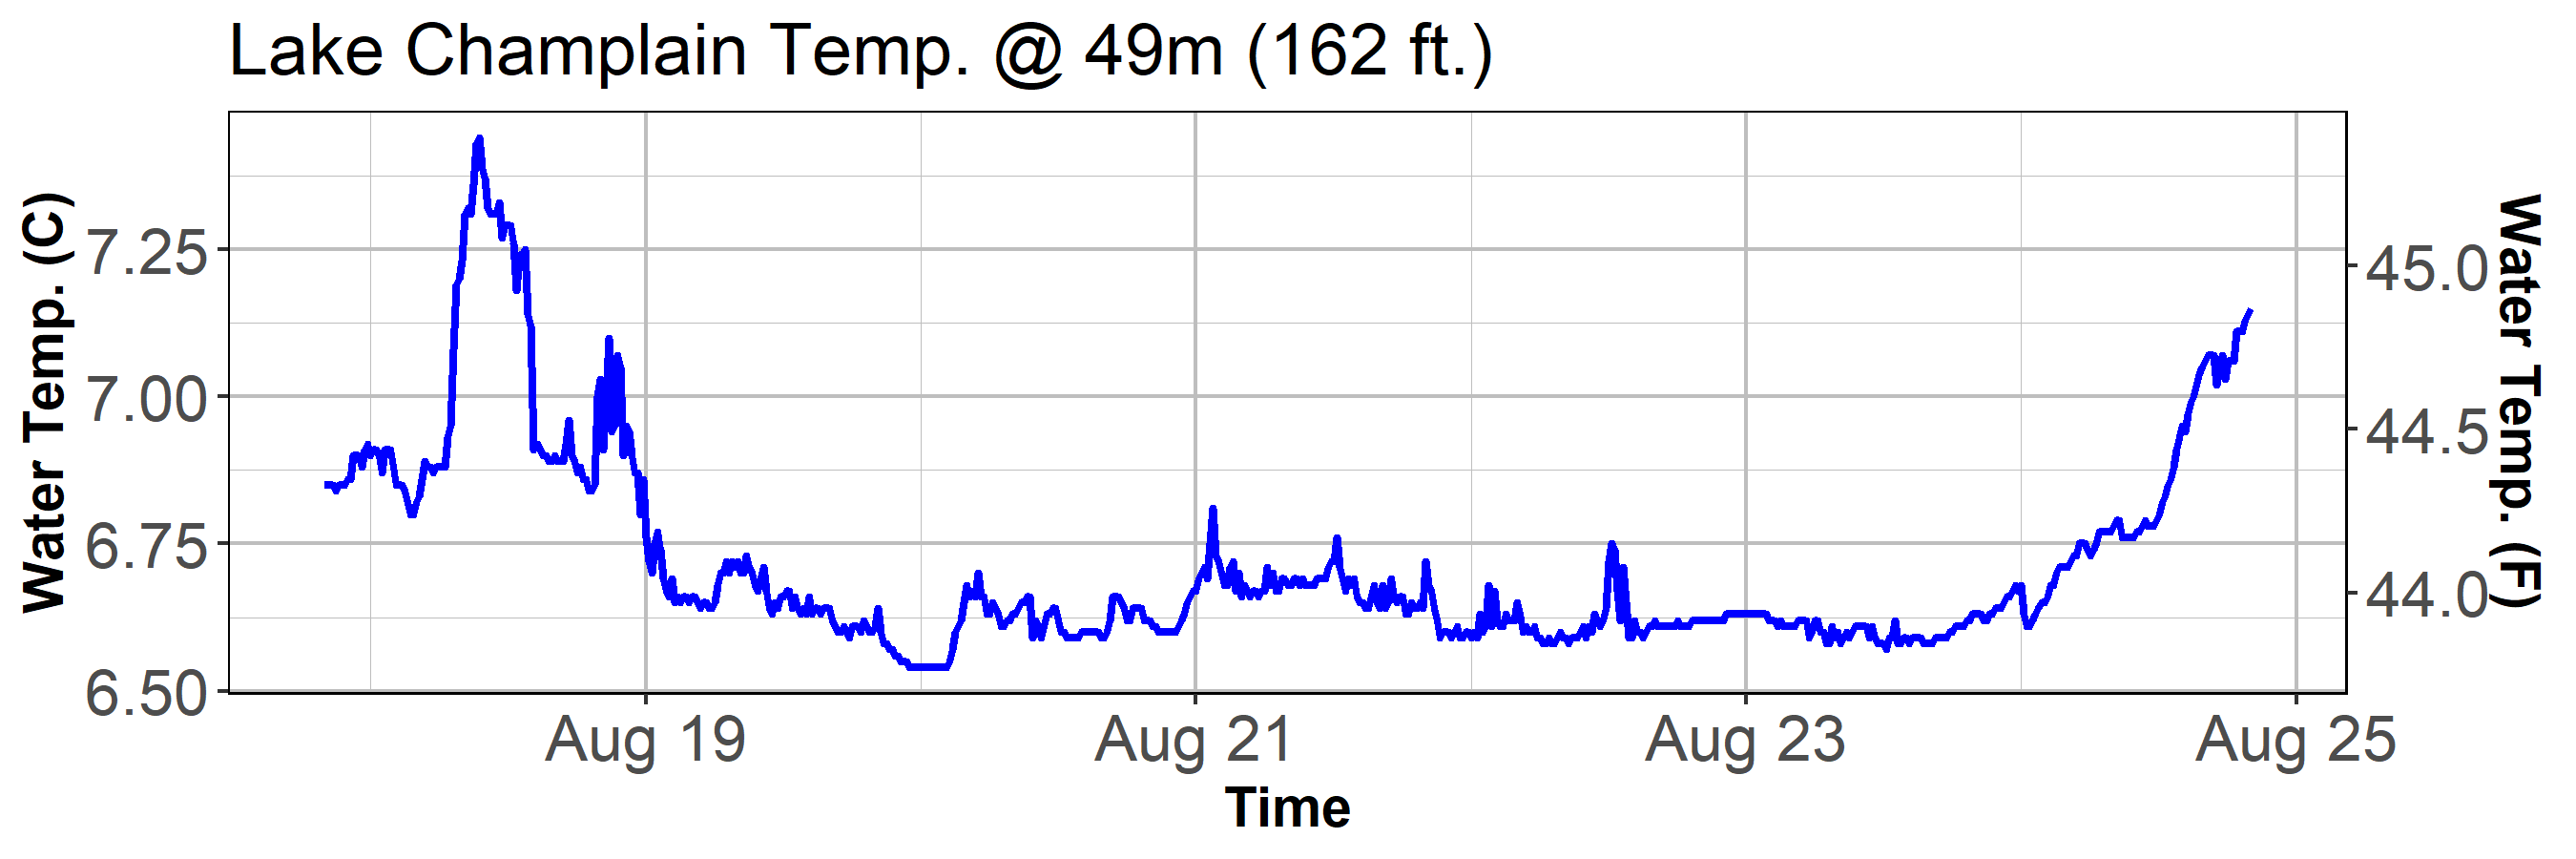 Lake Champlain Temp. @ 49m (162 ft.)
Water Temp. (C)
7.25
7.00
6.75
6.50
45.0
44.5
44.0
Water Temp. (F)
Aug 19 Aug 21 Aug 23 Aug 25
Time